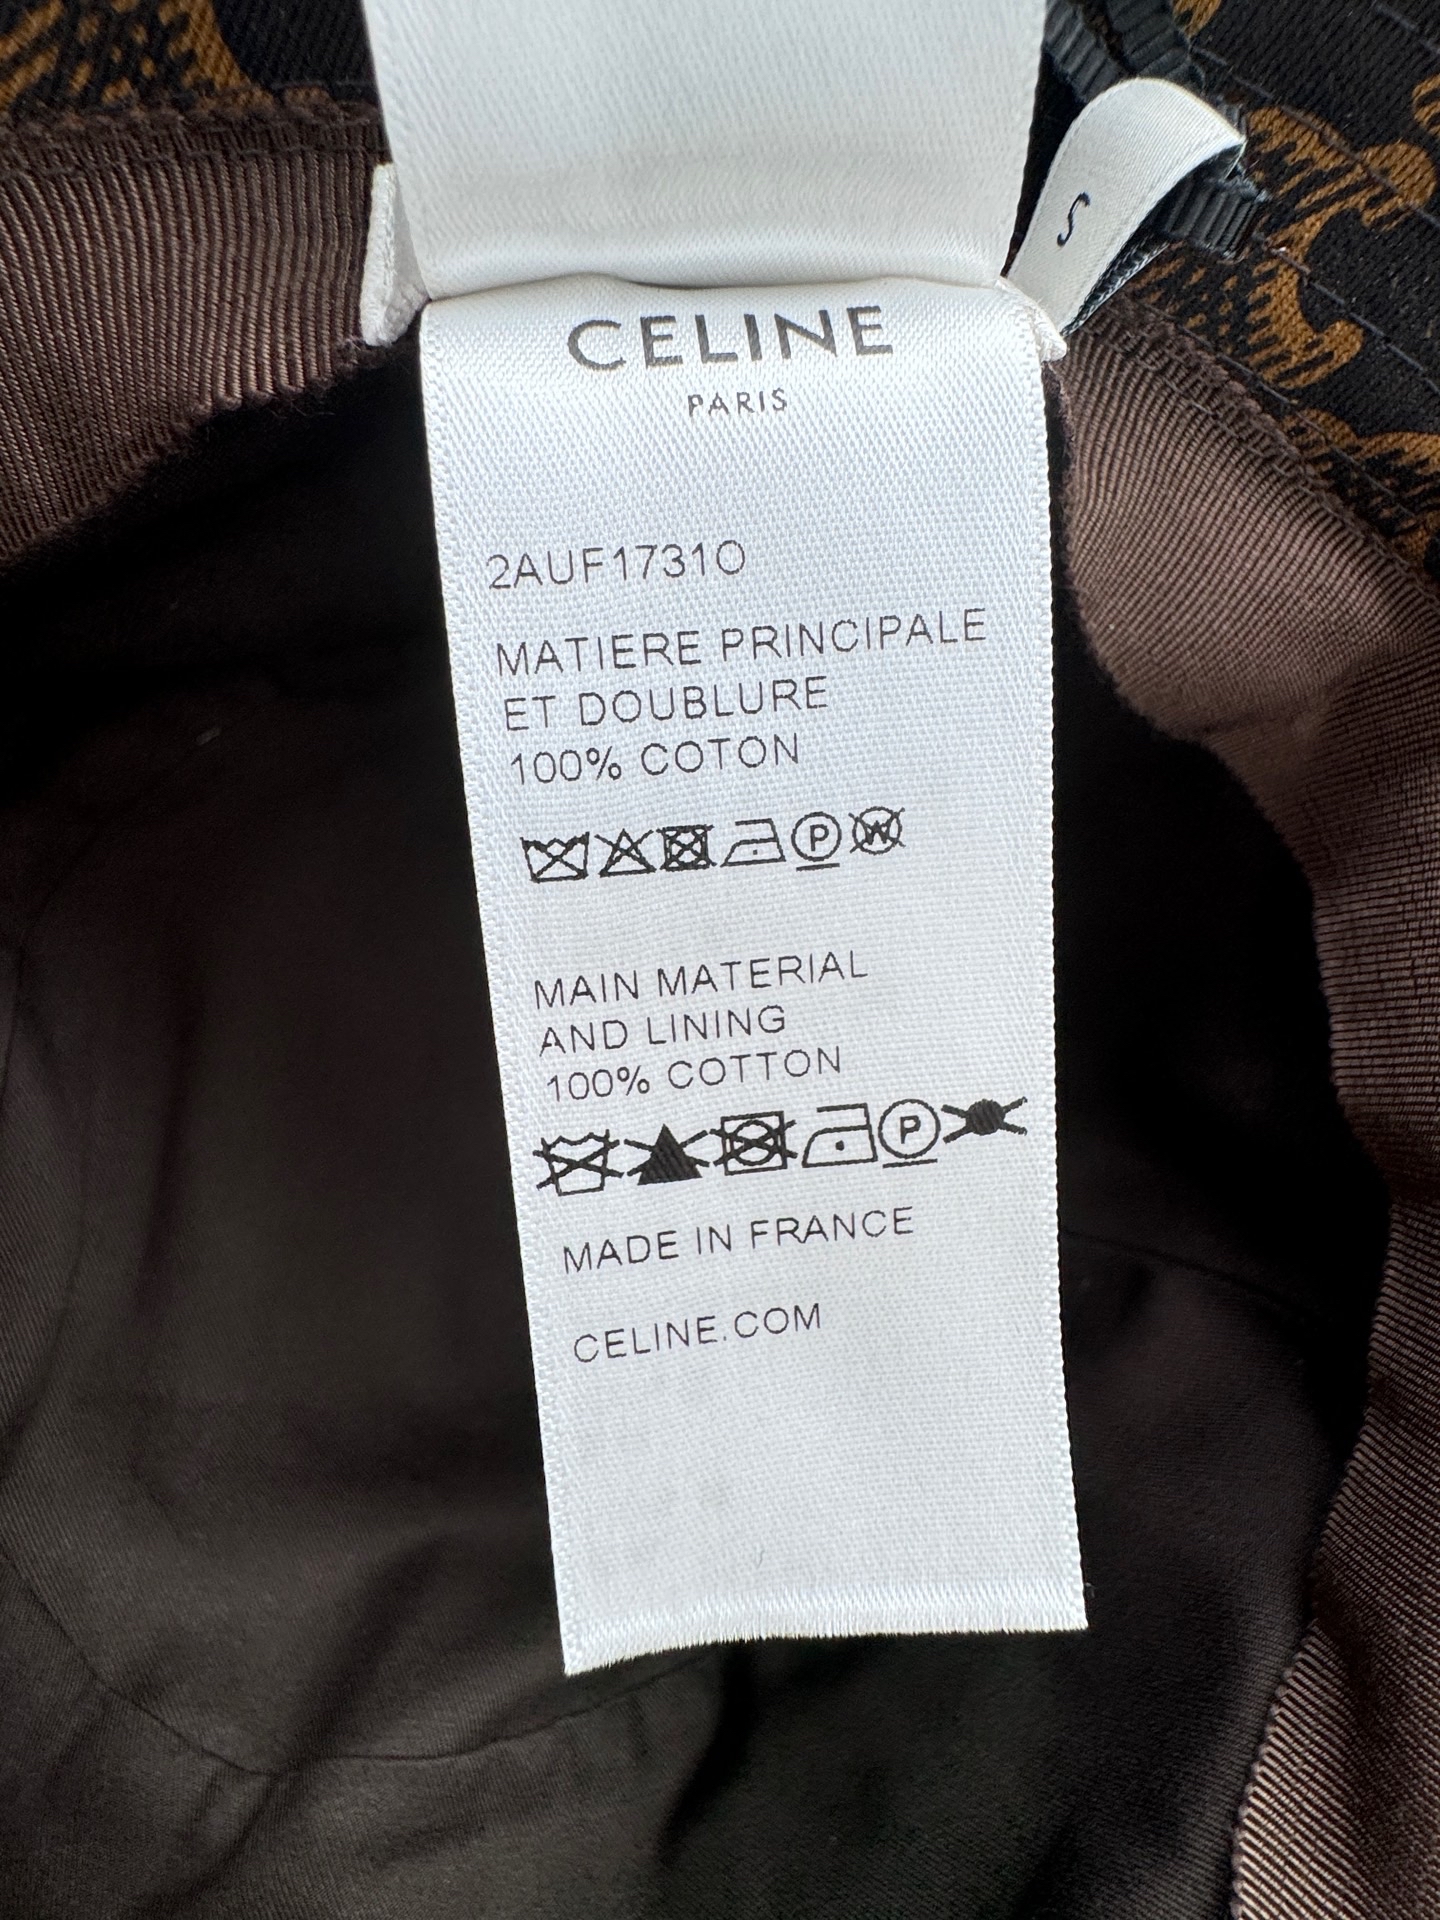 S
CELINE
PARIS
2AUF1731O
MATIERE PRINCIPALE
ET DOUBLURE
100% COTON
P W
MAIN MATERIAL
AND LINING
100% COTTON
P
MADE IN FRANCE
CELINE.COM